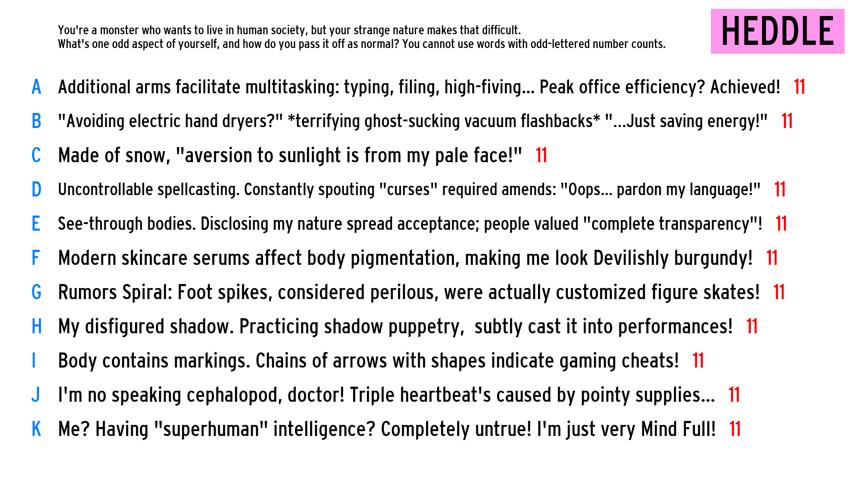 You're a monster who wants to live in human society, but your strange nature makes that difficult.
What's one odd aspect of yourself, and how do you pass it off as normal? You cannot use words with odd-lettered number counts.
HEDDLE
A Additional arms facilitate multitasking: typing, filing, high-fiving... Peak office efficiency? Achieved! 11
B "Avoiding electric hand dryers?" *terrifying ghost-sucking vacuum flashbacks* "...Just saving energy!" 11
C Made of snow, "aversion to sunlight is from my pale face!" 11
D Uncontrollable spellcasting. Constantly spouting "curses" required amends: "Oops... pardon my language!" 11
E See-through bodies. Disclosing my nature spread acceptance; people valued "complete transparency"! 11
F Modern skincare serums affect body pigmentation, making me look Devilishly burgundy! 11
G Rumors Spiral: Foot spikes, considered perilous, were actually customized figure skates! 11
H My disfigured shadow. Practicing shadow puppetry, subtly cast it into performances! 11
I Body contains markings. Chains of arrows with shapes indicate gaming cheats! 11
J I'm no speaking cephalopod, doctor! Triple heartbeat's caused by pointy supplies... 11
K Me? Having "superhuman" intelligence? Completely untrue! I'm just very Mind Full! 11